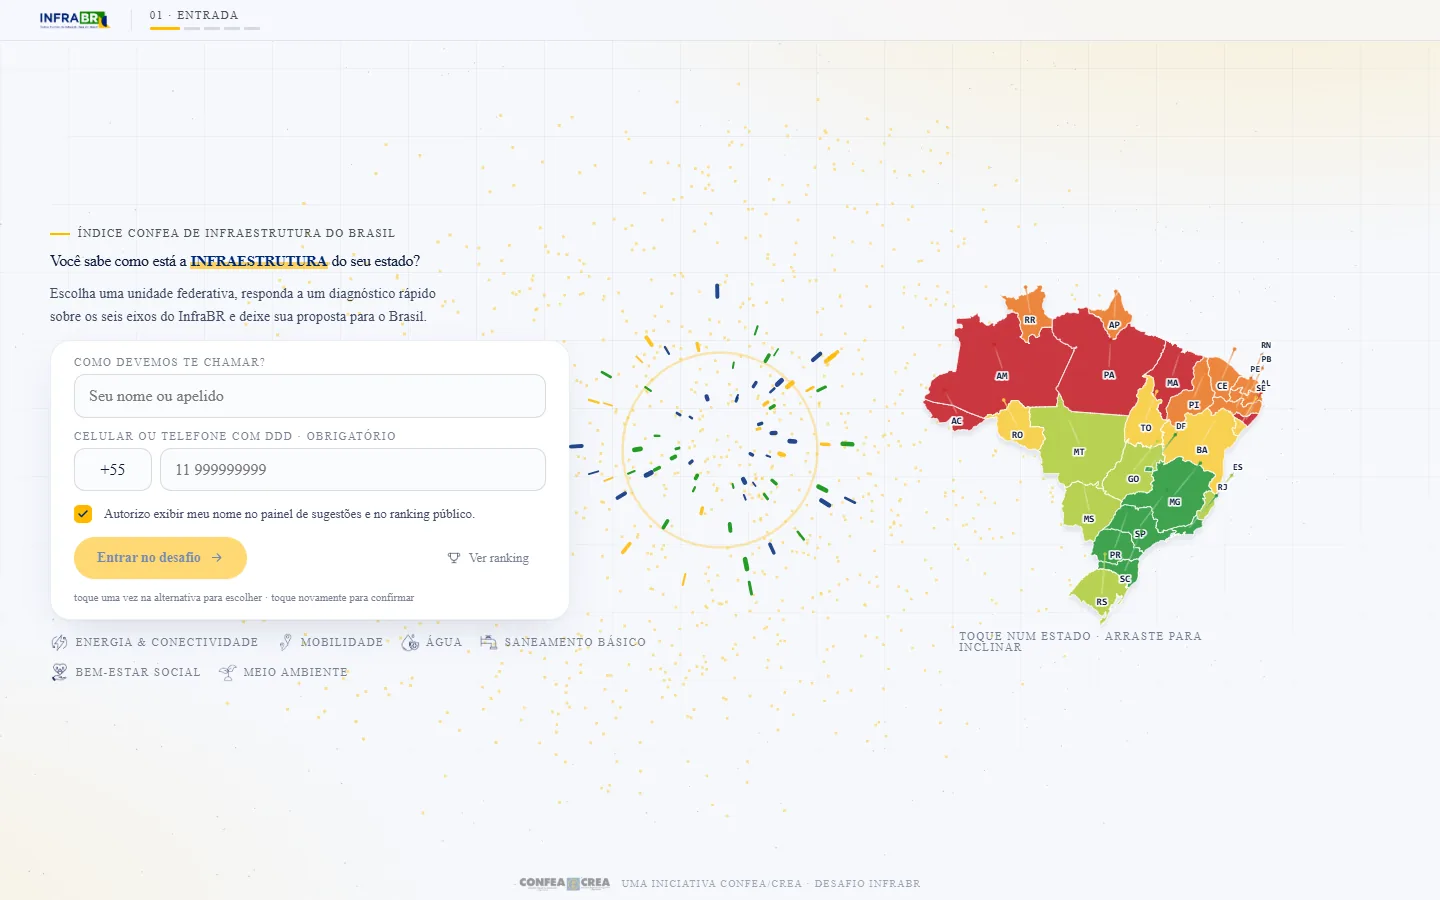 INFRABR
01 · ENTRADA
ÍNDICE CONFEA DE INFRAESTRUTURA DO BRASIL
Você sabe como está a INFRAESTRUTURA do seu estado?
Escolha uma unidade federativa, responda a um diagnóstico rápido
sobre os seis eixos do InfraBR e deixe sua proposta para o Brasil.
COMO DEVEMOS TE CHAMAR?
Seu nome ou apelido
CELULAR OU TELEFONE COM DDD · OBRIGATÓRIO
+55
11 999999999
Autorizo exibir meu nome no painel de sugestões e no ranking público.
Entrar no desafio →
Ver ranking
toque uma vez na alternativa para escolher · toque novamente para confirmar
ENERGIA & CONECTIVIDADE
MOBILIDADE
ÁGUA
SANEAMENTO BÁSICO
BEM-ESTAR SOCIAL
MEIO AMBIENTE
RR
AP
RN
PB
PE
AL
SE
AM
PA
MA
CE
PI
AC
RO
TO
DF
MT
BA
GO
ES
RJ
MG
MS
SP
PR
SC
RS
TOQUE NUM ESTADO · ARRASTE PARA
INCLINAR
CONFEA CREA
UMA INICIATIVA CONFEA/CREA · DESAFIO INFRABR